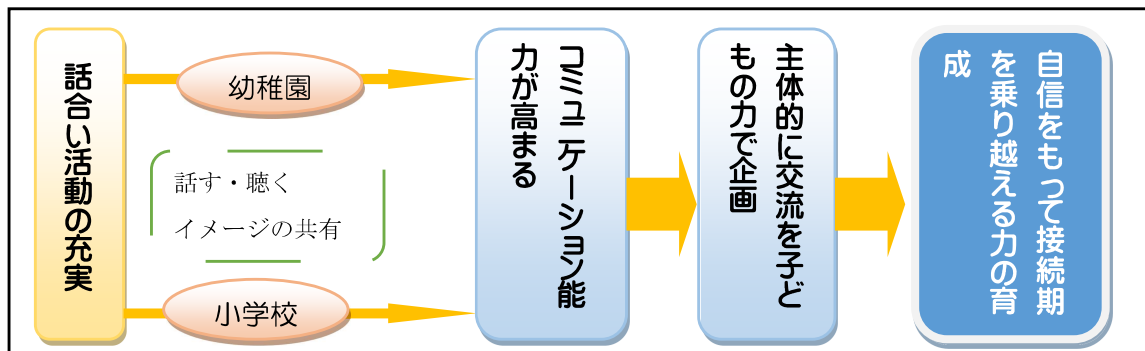 話合い活動の充実
幼稚園
話す・聴く
イメージの共有
小学校
コミュニケーション能
力が高まる
主体的に交流を子ど
もの力で企画
自信をもって接続期
を乗り越える力の育
成